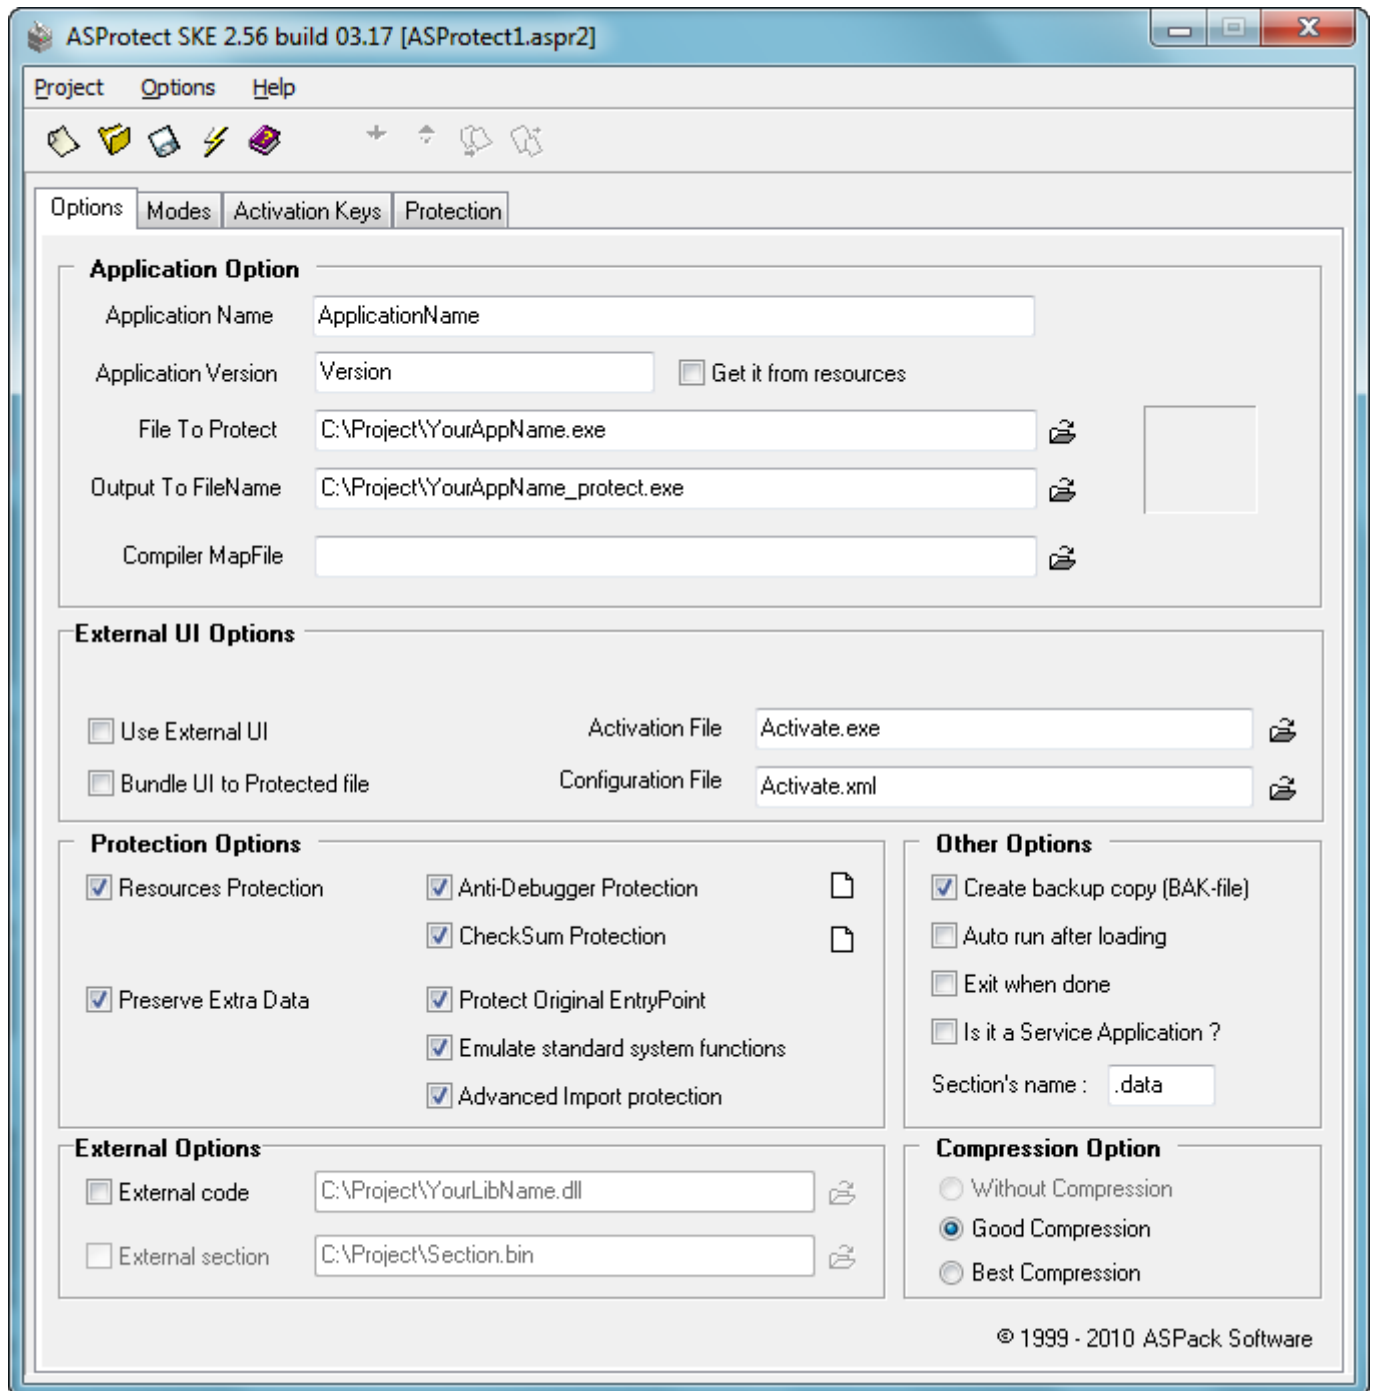 ASProtect SKE 2.56 build 03.17 [ASProtect1.aspr2]
Project Options Help
Options Modes Activation Keys Protection
Application Option
Application Name ApplicationName
Application Version Version Get it from resources
File To Protect C:\Project\YourAppName.exe
Output To FileName C:\Project\YourAppName_protect.exe
Compiler MapFile
External UI Options
Use External UI Activation File Activate.exe
Bundle UI to Protected file Configuration File Activate.xml
Protection Options
Resources Protection Anti-Debugger Protection
CheckSum Protection
Preserve Extra Data Protect Original EntryPoint
Emulate standard system functions
Advanced Import protection
Other Options
Create backup copy (BAK-file)
Auto run after loading
Exit when done
Is it a Service Application ?
Section's name : .data
External Options
External code C:\Project\YourLibName.dll
External section C:\Project\Section.bin
Compression Option
Without Compression
Good Compression
Best Compression
© 1999 - 2010 ASPack Software